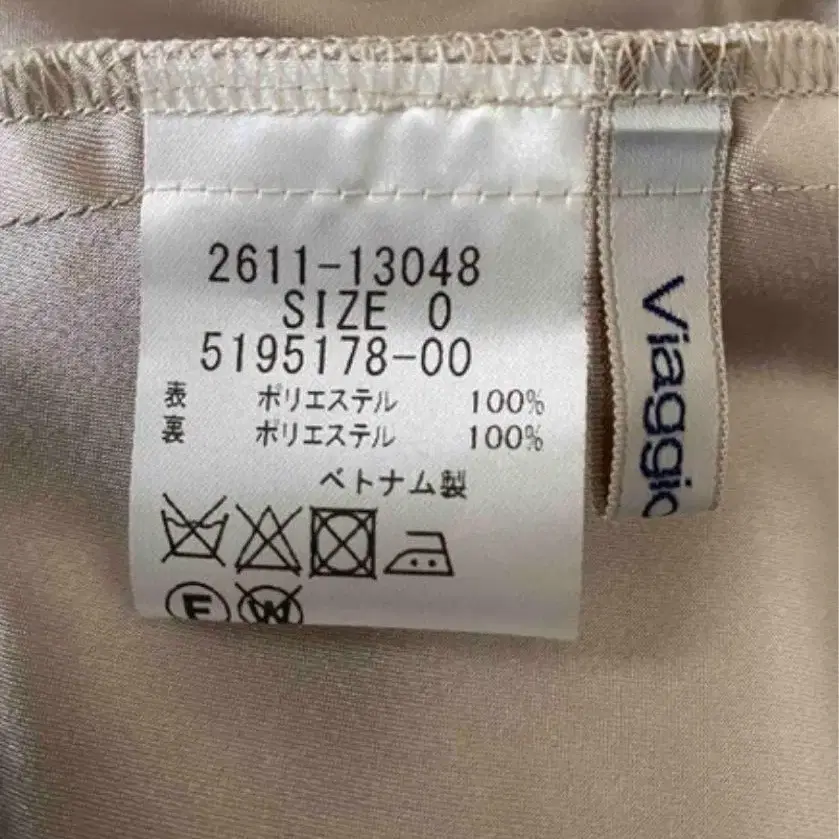 2611-13048
SIZE 0
5195178-00
表 ポリエステル 100%
裏 ポリエステル 100%
ベトナム製
F
W
Viaggio